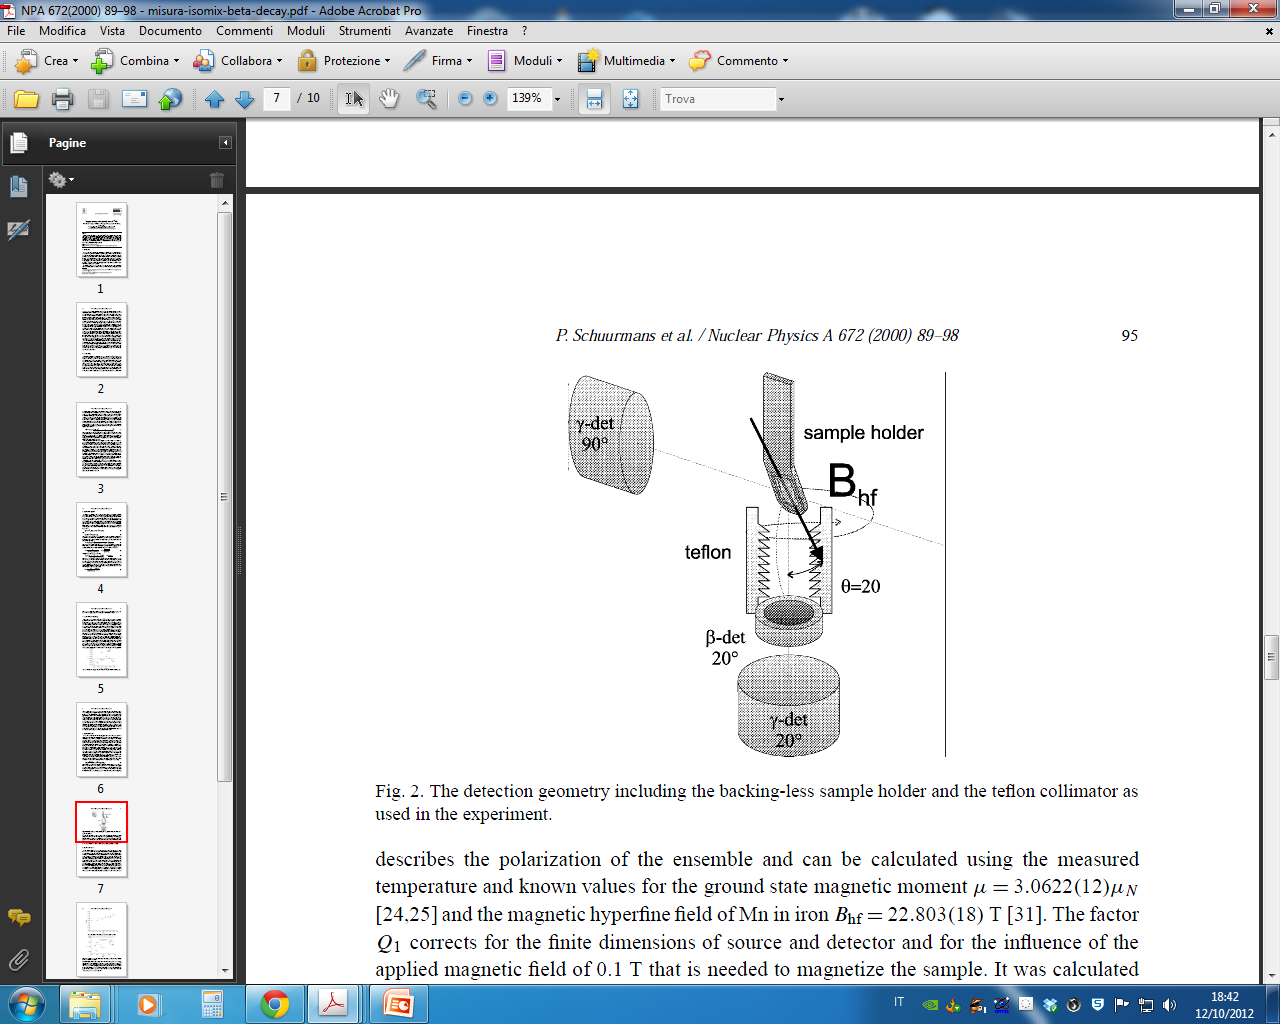 NPA 672(2000) 89–98 - misura-isomix-beta-decay.pdf - Adobe Acrobat Pro
File Modifica Vista Documento Commenti Moduli Strumenti Avanzate Finestra ?
Crea Combina Collabora Protezione Firma Moduli Multimedia Commento
7 / 10 139% Trova
Pagine
1
2
3
4
5
6
7
P. Schuurmans et al. / Nuclear Physics A 672 (2000) 89–98 95
γ-det
90°
sample holder
Bhf
teflon
θ=20
β-det
20°
γ-det
20°
Fig. 2. The detection geometry including the backing-less sample holder and the teflon collimator as
used in the experiment.
describes the polarization of the ensemble and can be calculated using the measured
temperature and known values for the ground state magnetic moment μ = 3.0622(12)μN
[24,25] and the magnetic hyperfine field of Mn in iron Bhf = 22.803(18) T [31]. The factor
Q1 corrects for the finite dimensions of source and detector and for the influence of the
applied magnetic field of 0.1 T that is needed to magnetize the sample. It was calculated
IT 18:42
12/10/2012